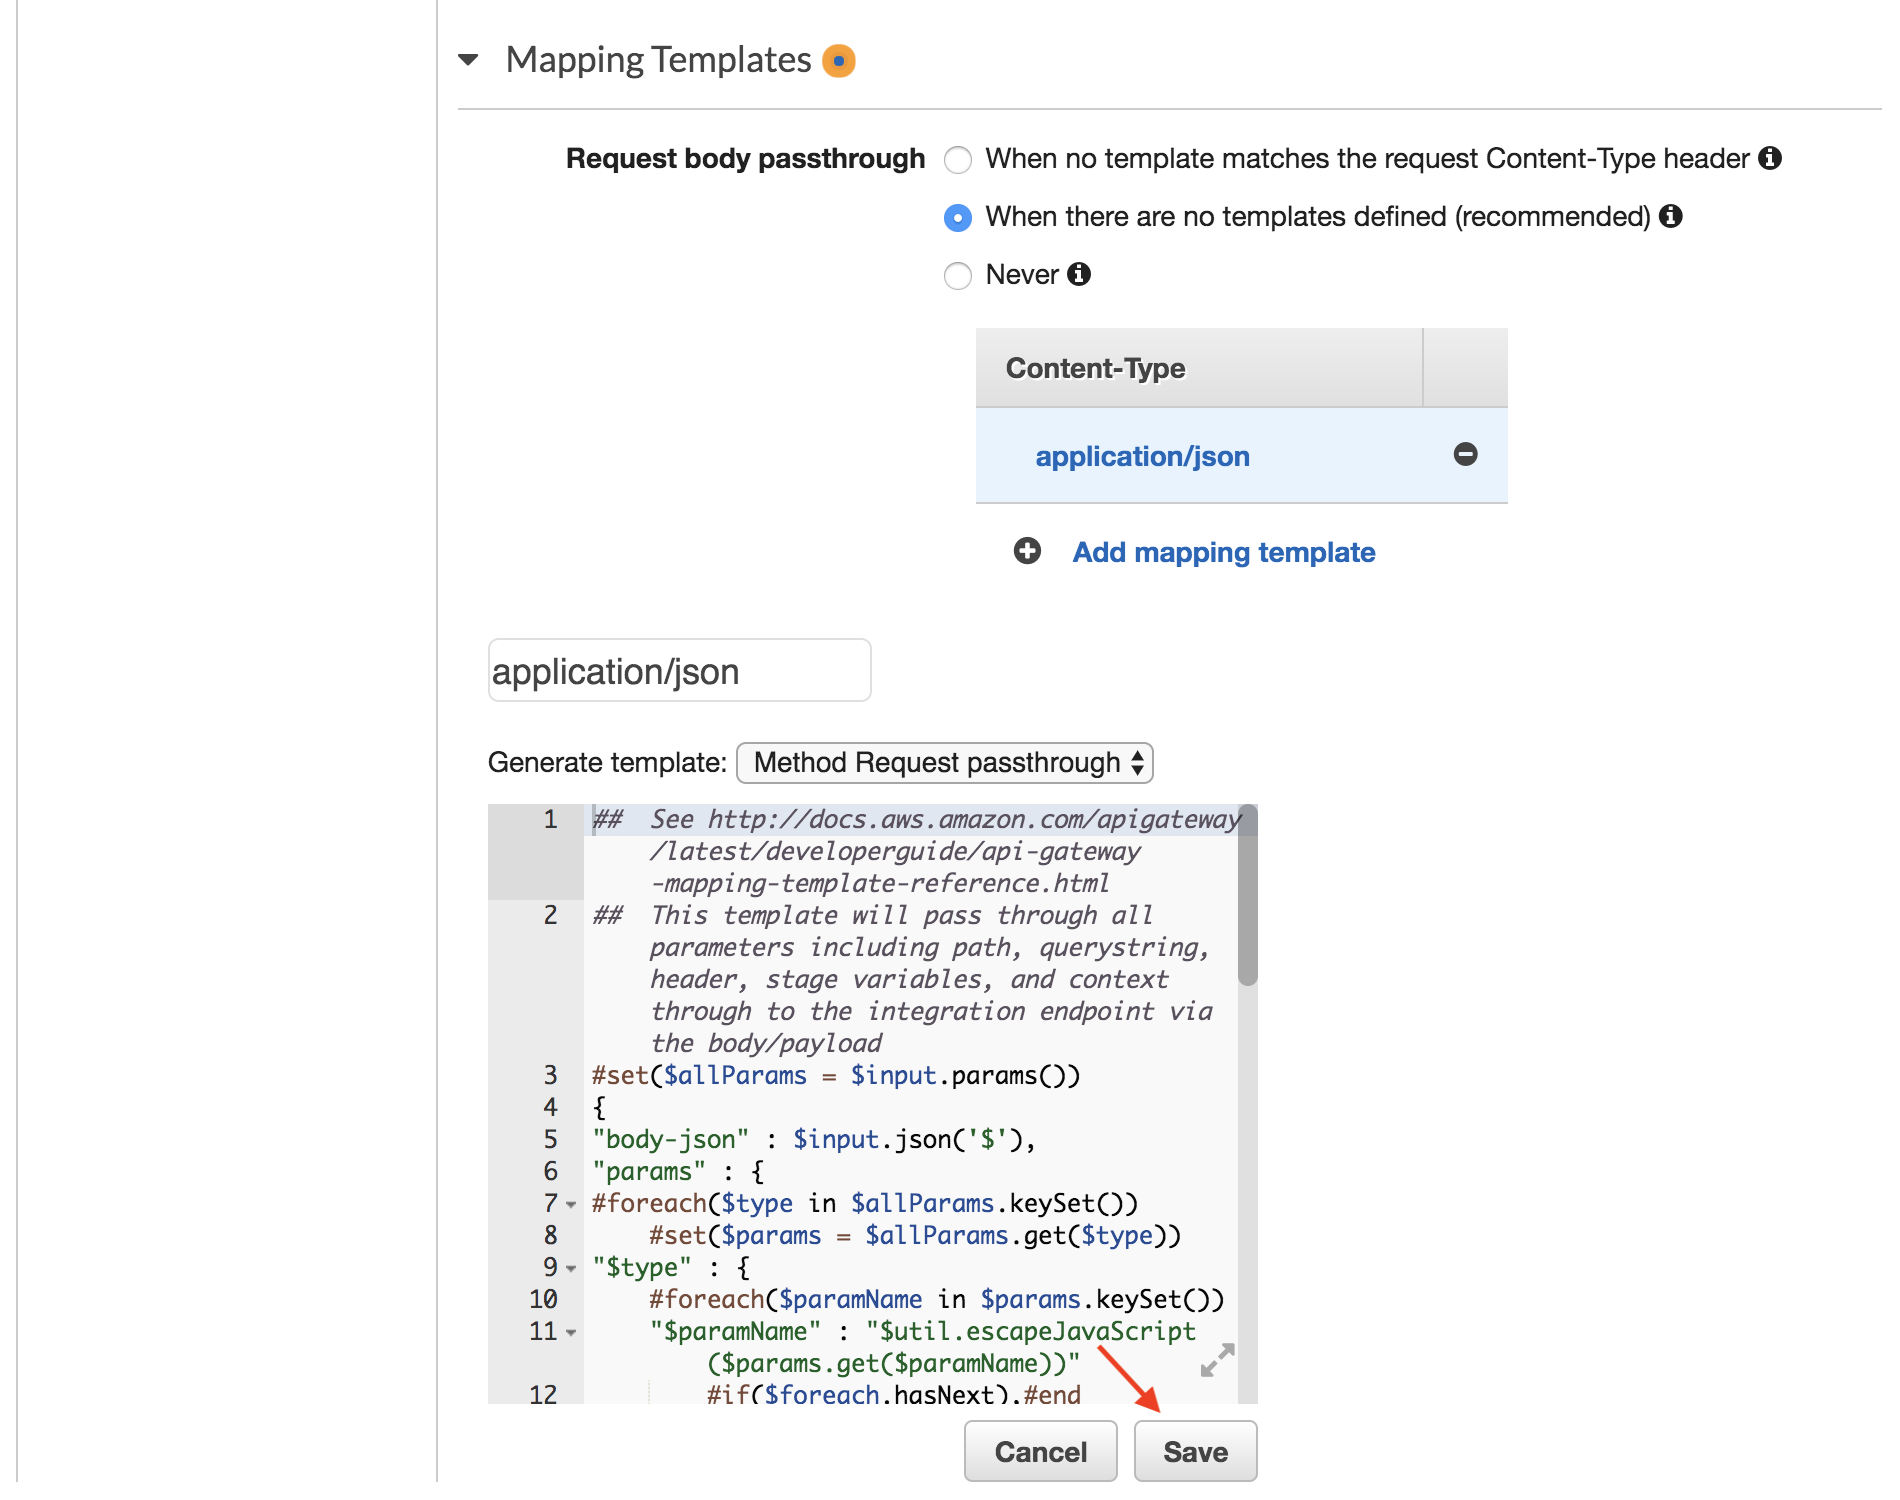 Mapping Templates
Request body passthrough
When no template matches the request Content-Type header
When there are no templates defined (recommended)
Never
Content-Type
application/json
Add mapping template
application/json
Generate template: Method Request passthrough
1 ## See http://docs.aws.amazon.com/apigateway
/latest/developerguide/api-gateway
-mapping-template-reference.html
2 ## This template will pass through all
parameters including path, querystring,
header, stage variables, and context
through to the integration endpoint via
the body/payload
3 #set($allParams = $input.params())
4 {
5 "body-json" : $input.json('$'),
6 "params" : {
7 #foreach($type in $allParams.keySet())
8 #set($params = $allParams.get($type))
9 "$type" : {
10 #foreach($paramName in $params.keySet())
11 "$paramName" : "$util.escapeJavaScript
($params.get($paramName))"
12 #if($foreach.hasNext),#end
Cancel
Save